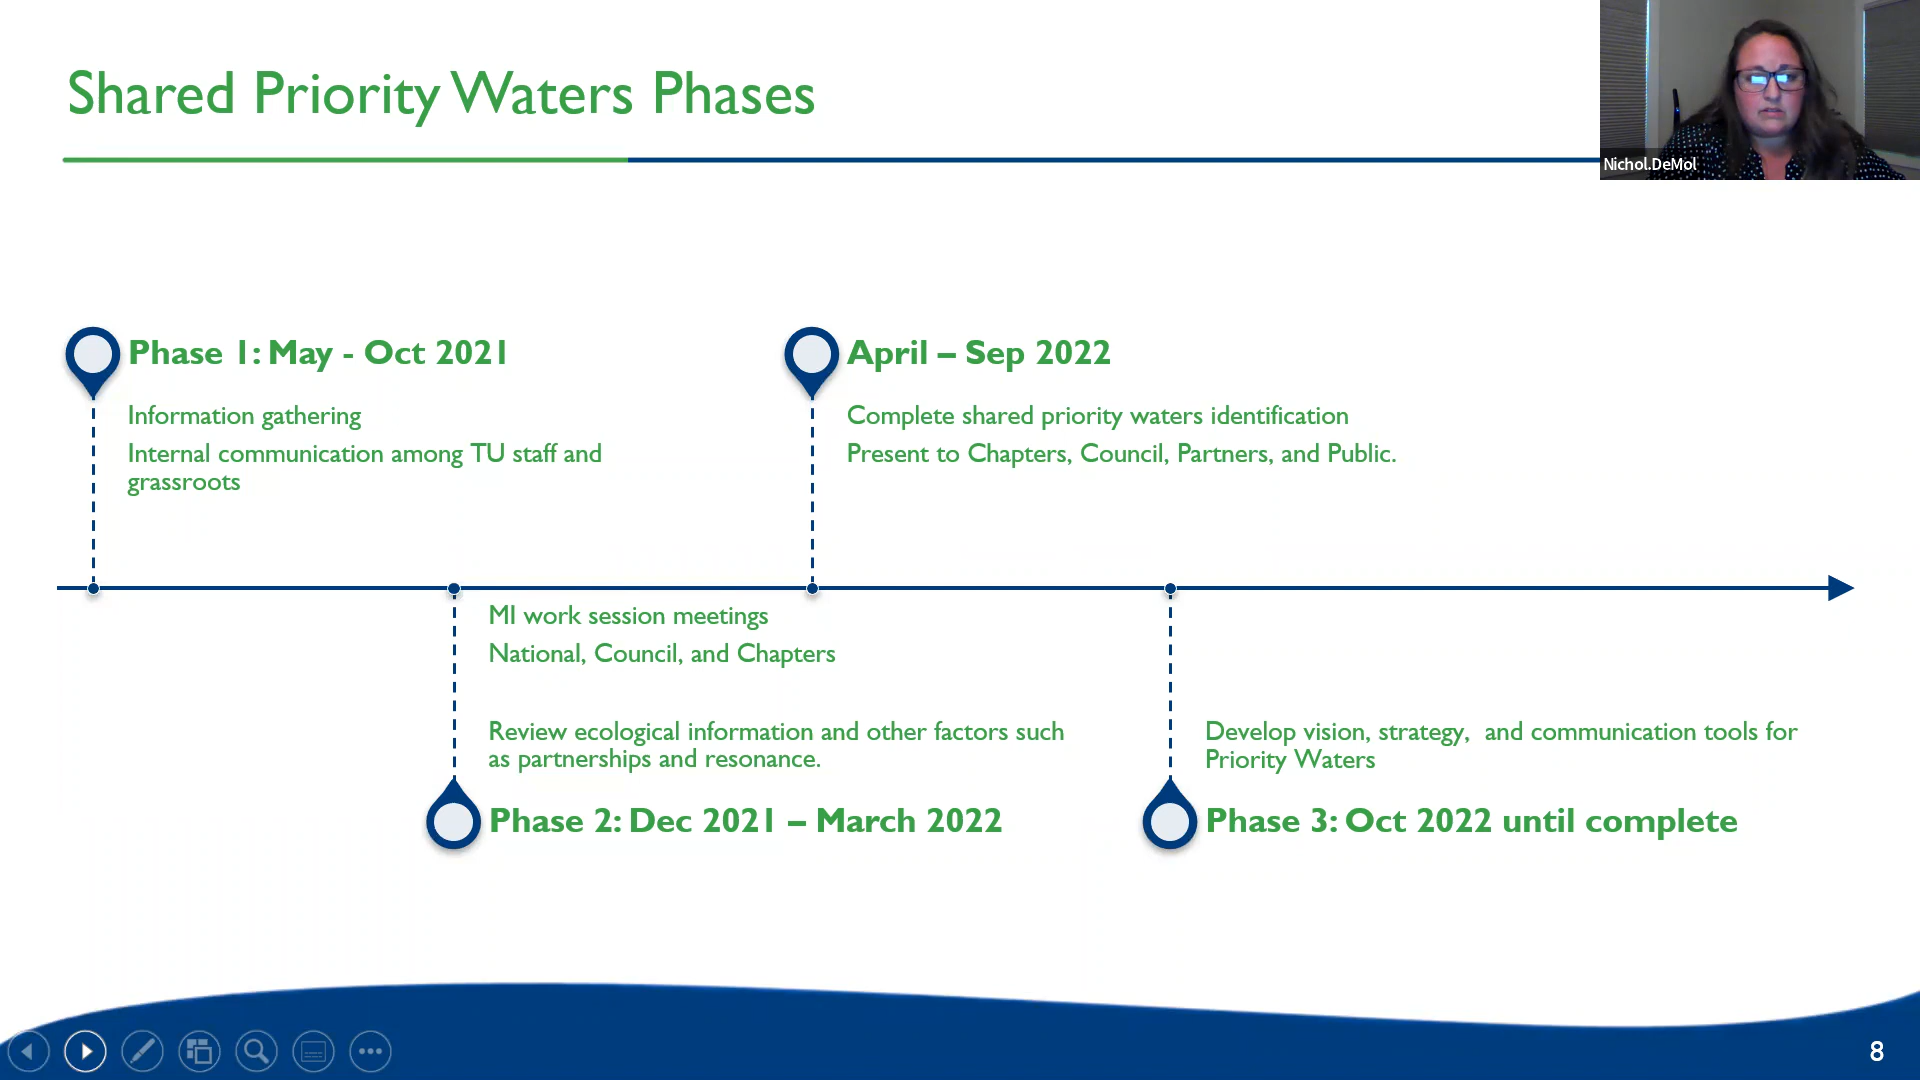 Shared Priority Waters Phases
Nichol.DeMol
Phase 1: May - Oct 2021
Information gathering
Internal communication among TU staff and
grassroots
April – Sep 2022
Complete shared priority waters identification
Present to Chapters, Council, Partners, and Public.
MI work session meetings
National, Council, and Chapters
Review ecological information and other factors such
as partnerships and resonance.
Phase 2: Dec 2021 – March 2022
Develop vision, strategy,  and communication tools for
Priority Waters
Phase 3: Oct 2022 until complete
8